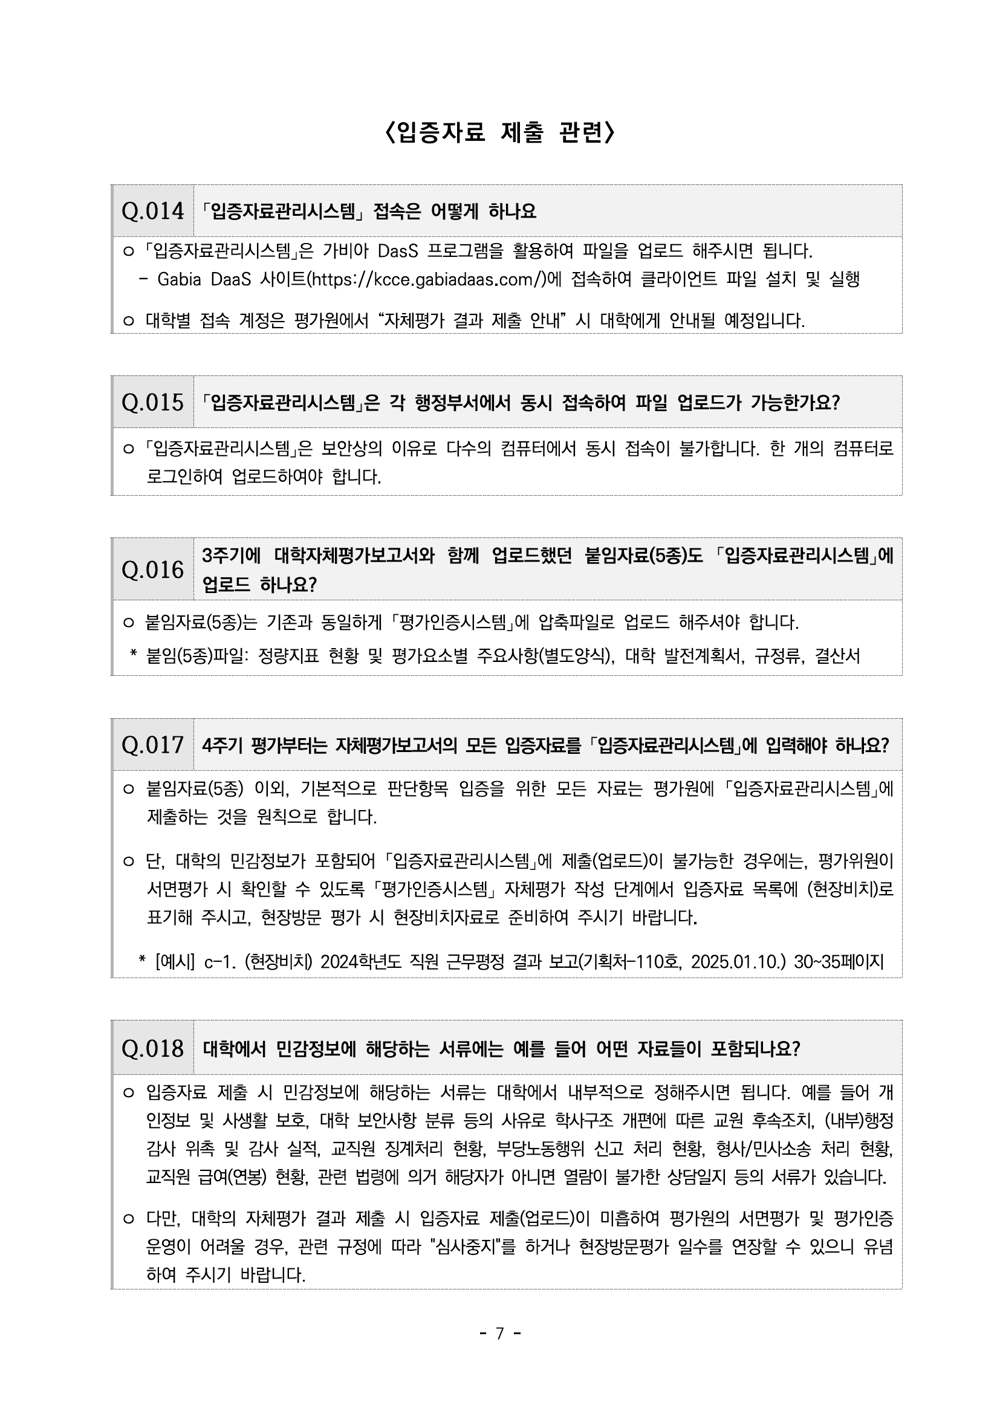 <입증자료 제출 관련>
Q.014 「입증자료관리시스템」 접속은 어떻게 하나요
ㅇ 「입증자료관리시스템」은 가비아 DasS 프로그램을 활용하여 파일을 업로드 해주시면 됩니다.
- Gabia DaaS 사이트(https://kcce.gabiadaas.com/)에 접속하여 클라이언트 파일 설치 및 실행
ㅇ 대학별 접속 계정은 평가원에서 “자체평가 결과 제출 안내” 시 대학에게 안내될 예정입니다.
Q.015 「입증자료관리시스템」은 각 행정부서에서 동시 접속하여 파일 업로드가 가능한가요?
ㅇ 「입증자료관리시스템」은 보안상의 이유로 다수의 컴퓨터에서 동시 접속이 불가합니다. 한 개의 컴퓨터로
로그인하여 업로드하여야 합니다.
Q.016 3주기에 대학자체평가보고서와 함께 업로드했던 붙임자료(5종)도 「입증자료관리시스템」에
업로드 하나요?
ㅇ 붙임자료(5종)는 기존과 동일하게 「평가인증시스템」에 압축파일로 업로드 해주셔야 합니다.
* 붙임(5종)파일: 정량지표 현황 및 평가요소별 주요사항(별도양식), 대학 발전계획서, 규정류, 결산서
Q.017 4주기 평가부터는 자체평가보고서의 모든 입증자료를 「입증자료관리시스템」에 입력해야 하나요?
ㅇ 붙임자료(5종) 이외, 기본적으로 판단항목 입증을 위한 모든 자료는 평가원에 「입증자료관리시스템」에
제출하는 것을 원칙으로 합니다.
ㅇ 단, 대학의 민감정보가 포함되어 「입증자료관리시스템」에 제출(업로드)이 불가능한 경우에는, 평가위원이
서면평가 시 확인할 수 있도록 「평가인증시스템」 자체평가 작성 단계에서 입증자료 목록에 (현장비치)로
표기해 주시고, 현장방문 평가 시 현장비치자료로 준비하여 주시기 바랍니다.
* [예시] c-1. (현장비치) 2024학년도 직원 근무평정 결과 보고(기획처-110호, 2025.01.10.) 30~35페이지
Q.018 대학에서 민감정보에 해당하는 서류에는 예를 들어 어떤 자료들이 포함되나요?
ㅇ 입증자료 제출 시 민감정보에 해당하는 서류는 대학에서 내부적으로 정해주시면 됩니다. 예를 들어 개
인정보 및 사생활 보호, 대학 보안사항 분류 등의 사유로 학사구조 개편에 따른 교원 후속조치, (내부)행정
감사 위촉 및 감사 실적, 교직원 징계처리 현황, 부당노동행위 신고 처리 현황, 형사/민사소송 처리 현황,
교직원 급여(연봉) 현황, 관련 법령에 의거 해당자가 아니면 열람이 불가한 상담일지 등의 서류가 있습니다.
ㅇ 다만, 대학의 자체평가 결과 제출 시 입증자료 제출(업로드)이 미흡하여 평가원의 서면평가 및 평가인증
운영이 어려울 경우, 관련 규정에 따라 "심사중지"를 하거나 현장방문평가 일수를 연장할 수 있으니 유념
하여 주시기 바랍니다.
- 7 -